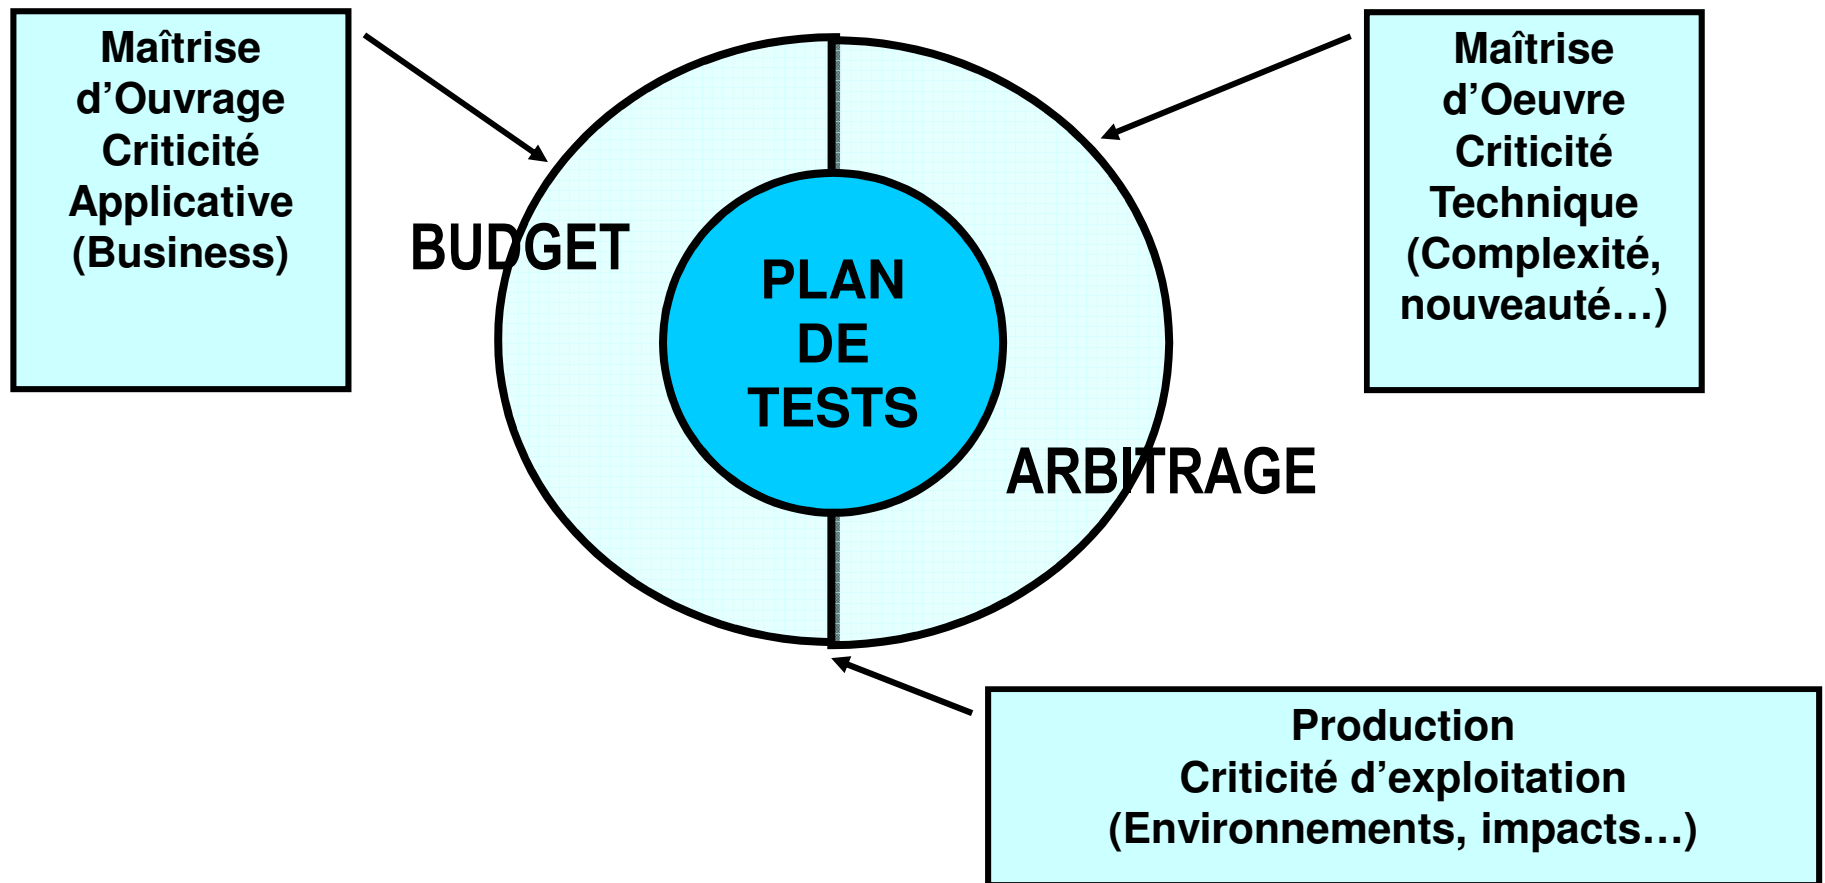 Maîtrise
d’Ouvrage
Criticité
Applicative
(Business)
BUDGET
PLAN
DE
TESTS
ARBITRAGE
Maîtrise
d’Oeuvre
Criticité
Technique
(Complexité,
nouveauté…)
Production
Criticité d’exploitation
(Environnements, impacts…)